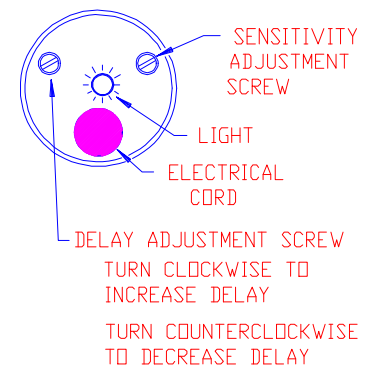 SENSITIVITY
ADJUSTMENT
SCREW
LIGHT
ELECTRICAL
CORD
DELAY ADJUSTMENT SCREW
TURN CLOCKWISE TO
INCREASE DELAY
TURN COUNTERCLOCKWISE
TO DECREASE DELAY